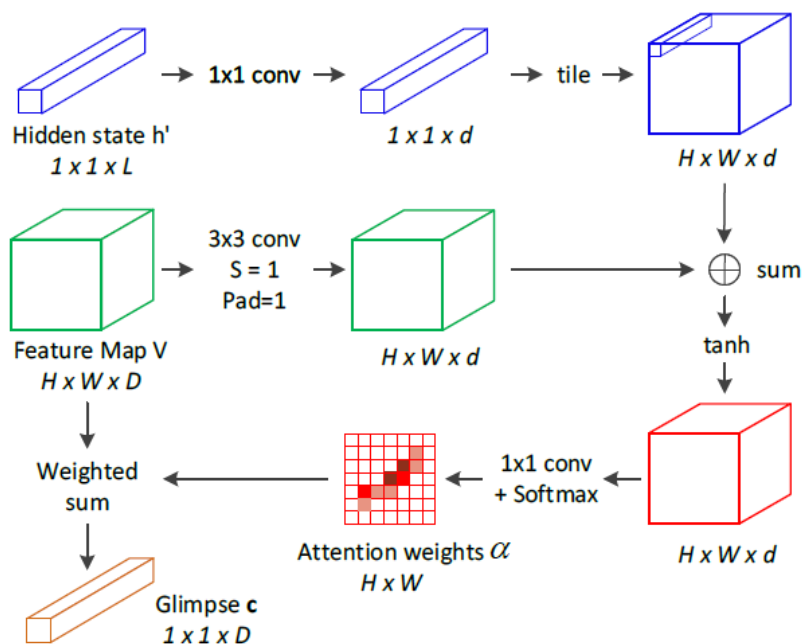 1x1 conv
tile
Hidden state h'
1 x 1 x L
1 x 1 x d
H x W x d
3x3 conv
S = 1
Pad=1
sum
Feature Map V
H x W x D
H x W x d
tanh
Weighted
sum
1x1 conv
+ Softmax
Attention weights α
H x W
H x W x d
Glimpse c
1 x 1 x D